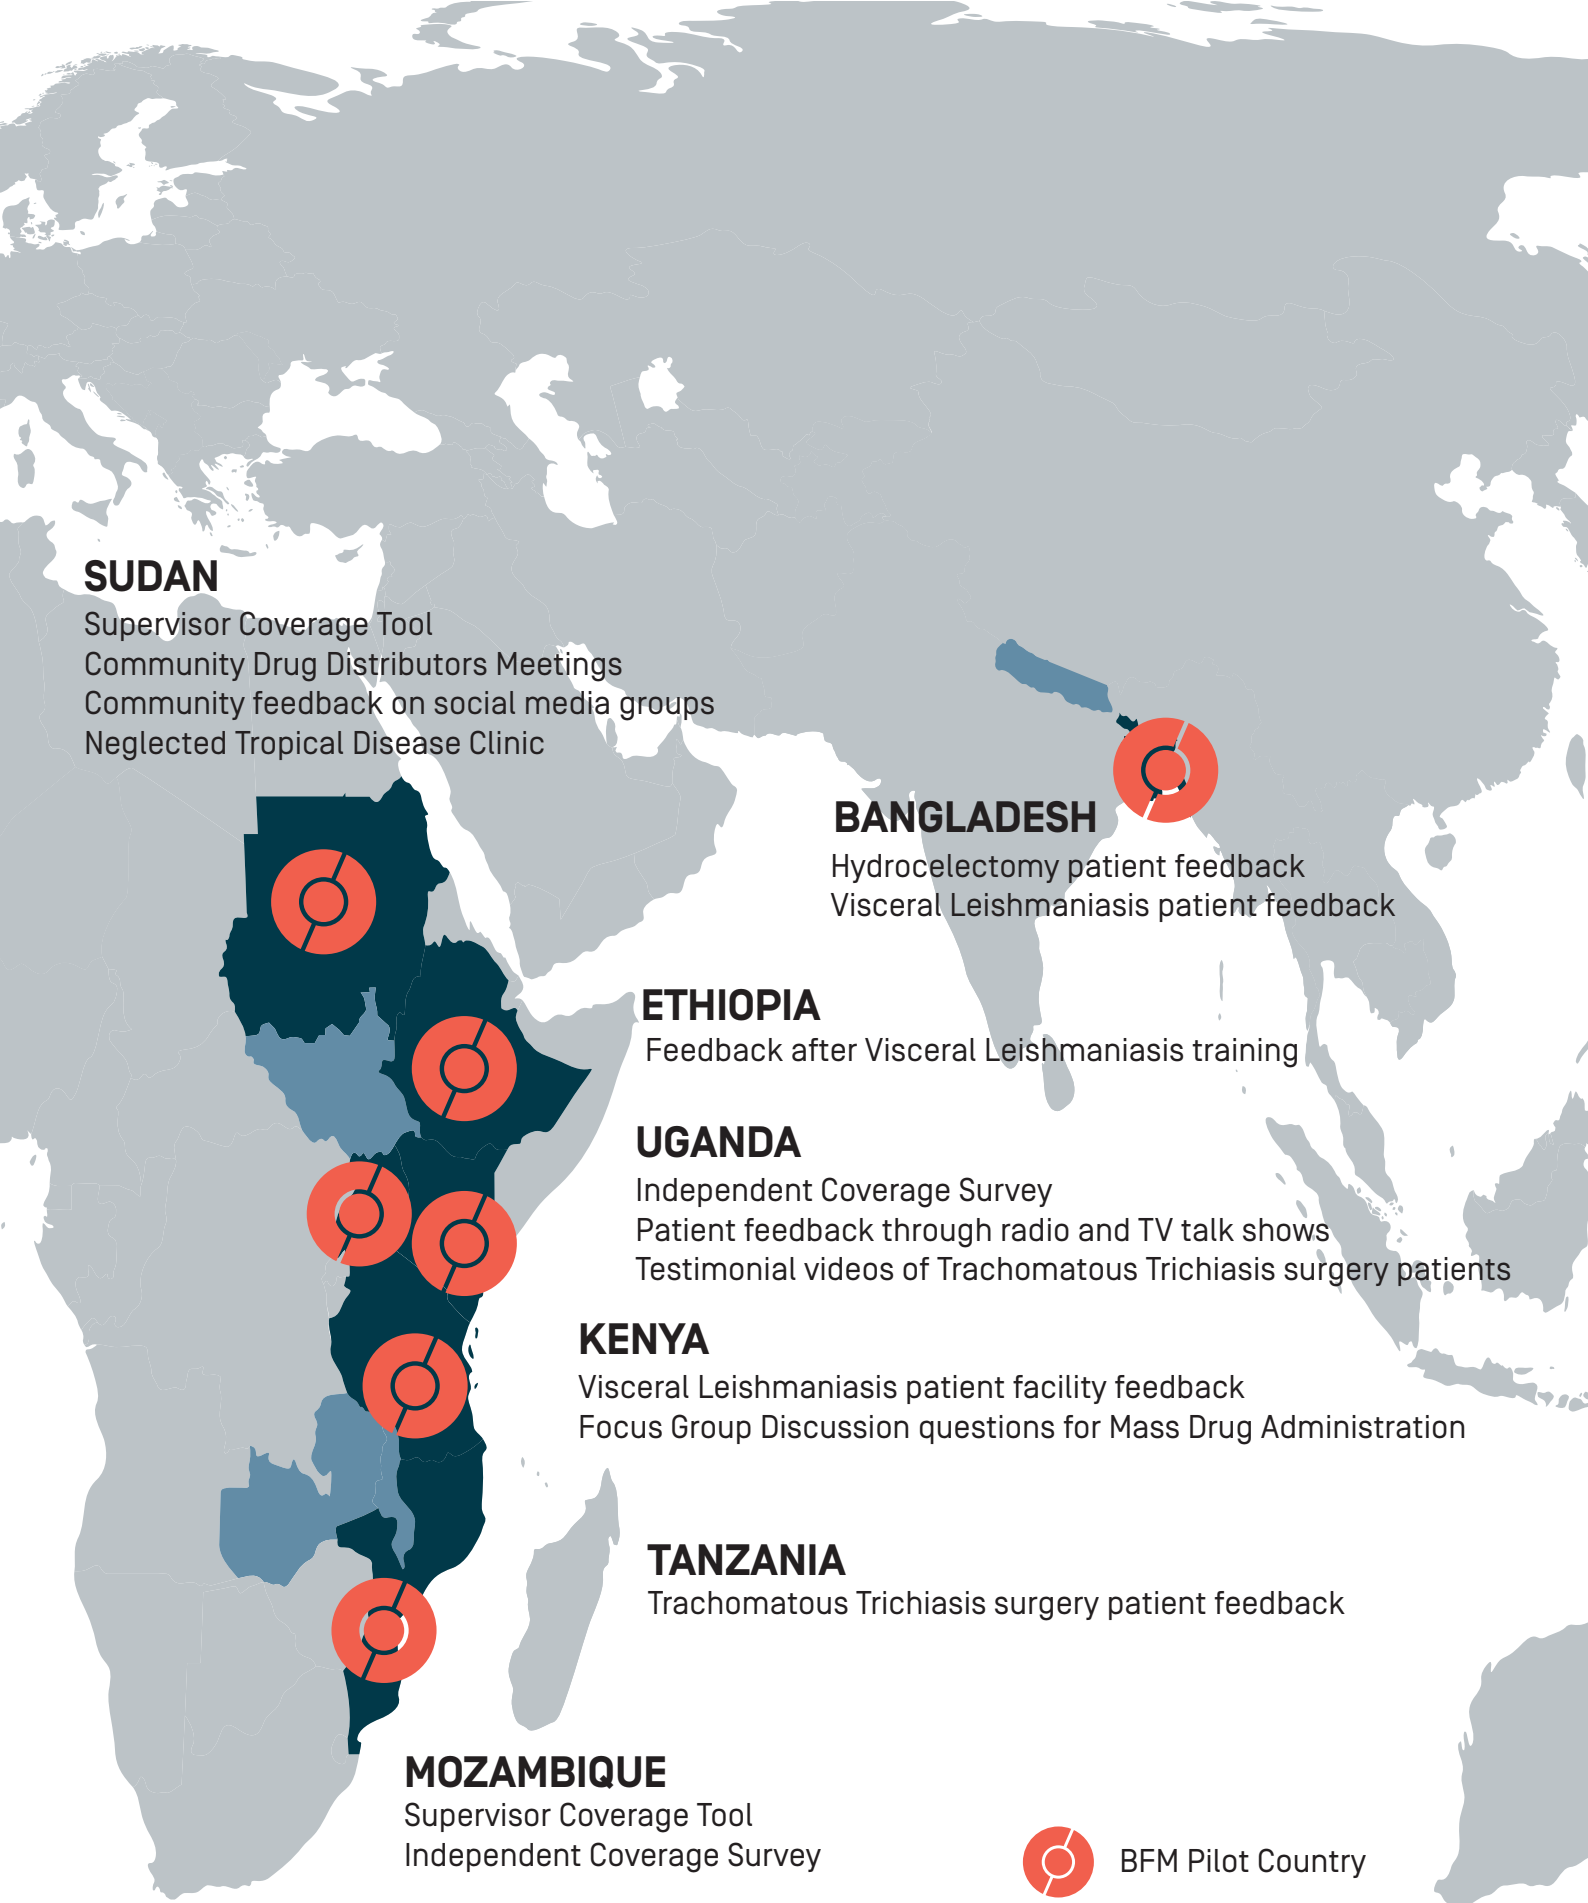 SUDAN
Supervisor Coverage Tool
Community Drug Distributors Meetings
Community feedback on social media groups
Neglected Tropical Disease Clinic
BANGLADESH
Hydrocelectomy patient feedback
Visceral Leishmaniasis patient feedback
ETHIOPIA
Feedback after Visceral Leishmaniasis training
UGANDA
Independent Coverage Survey
Patient feedback through radio and TV talk shows
Testimonial videos of Trachomatous Trichiasis surgery patients
KENYA
Visceral Leishmaniasis patient facility feedback
Focus Group Discussion questions for Mass Drug Administration
TANZANIA
Trachomatous Trichiasis surgery patient feedback
MOZAMBIQUE
Supervisor Coverage Tool
Independent Coverage Survey
BFM Pilot Country